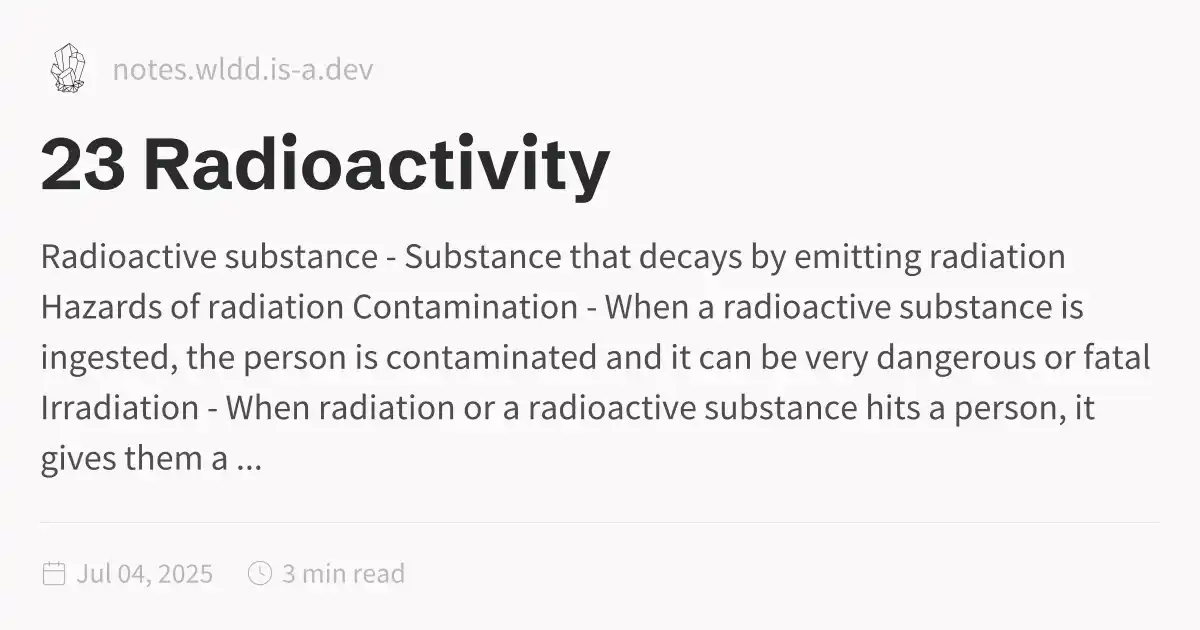 notes.wldd.is-a.dev
23 Radioactivity
Radioactive substance - Substance that decays by emitting radiation
Hazards of radiation Contamination - When a radioactive substance is
ingested, the person is contaminated and it can be very dangerous or fatal
Irradiation - When radiation or a radioactive substance hits a person, it
gives them a ...
Jul 04, 2025 3 min read